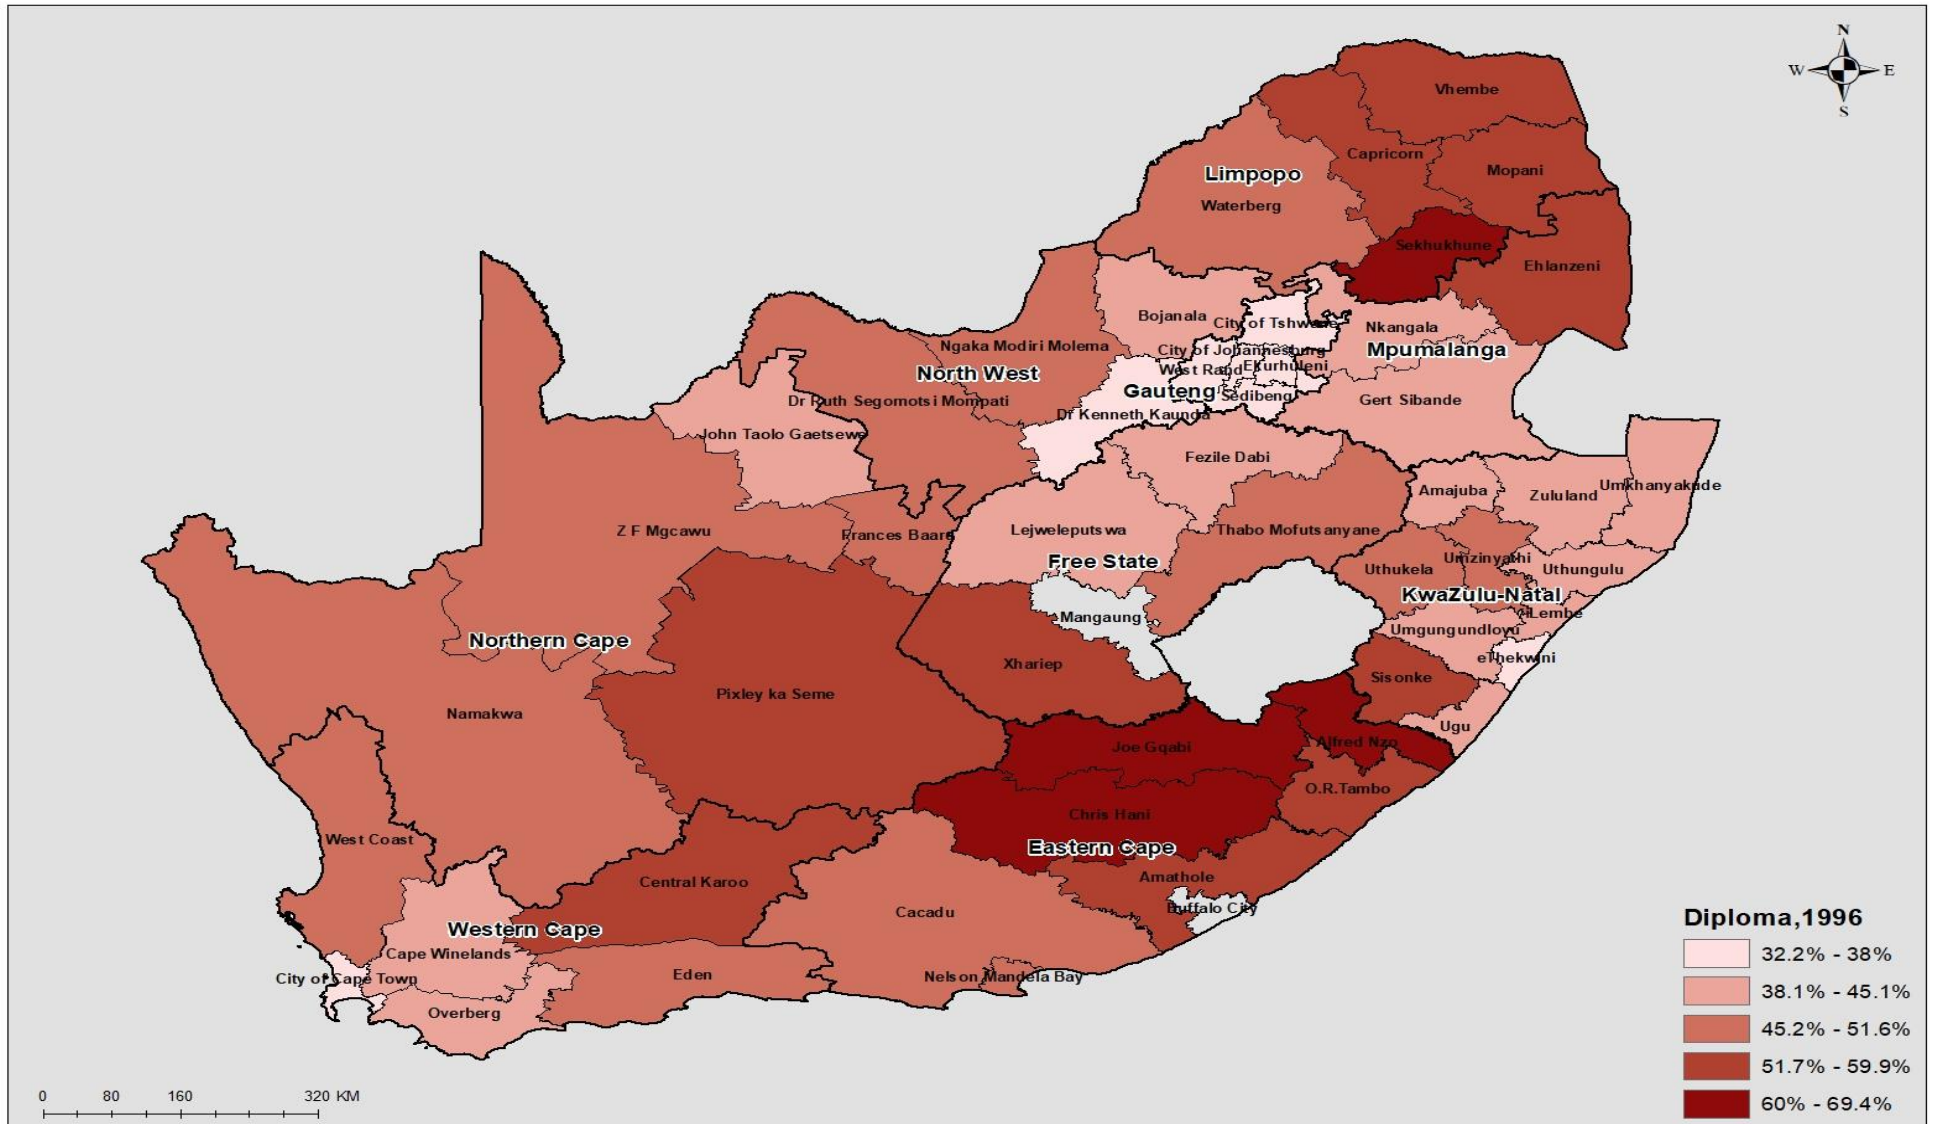 N
W E
S
Vhembe
Capricorn
Mopani
Limpopo
Waterberg
Sekhukhune
Ehlanzeni
Bojanala
City of Tshwane
Nkangala
Ngaka Modiri Molema
City of Johannesburg
Mpumalanga
North West
West Rand
Ekurhuleni
Gauteng
Sedibeng
Dr Ruth Segomotsi Mompati
Gert Sibande
Dr Kenneth Kaunda
John Taolo Gaetsewe
Fezile Dabi
Amajuba
Zululand
Umkhanyakude
Z F Mgcawu
Frances Baard
Lejweleputswa
Thabo Mofutsanyane
Free State
Umzinyathi
Uthukela
Uthungulu
KwaZulu-Natal
iLembe
Mangaung
Umgungundlovu
Northern Cape
eThekwini
Xhariep
Sisonke
Pixley ka Seme
Namakwa
Ugu
Joe Gqabi
Alfred Nzo
O.R.Tambo
Chris Hani
West Coast
Eastern Cape
Central Karoo
Amathole
Cacadu
Buffalo City
Western Cape
Cape Winelands
City of Cape Town
Eden
Nelson Mandela Bay
Overberg
Diploma,1996
32.2% - 38%
38.1% - 45.1%
45.2% - 51.6%
51.7% - 59.9%
60% - 69.4%
0 80 160 320 KM